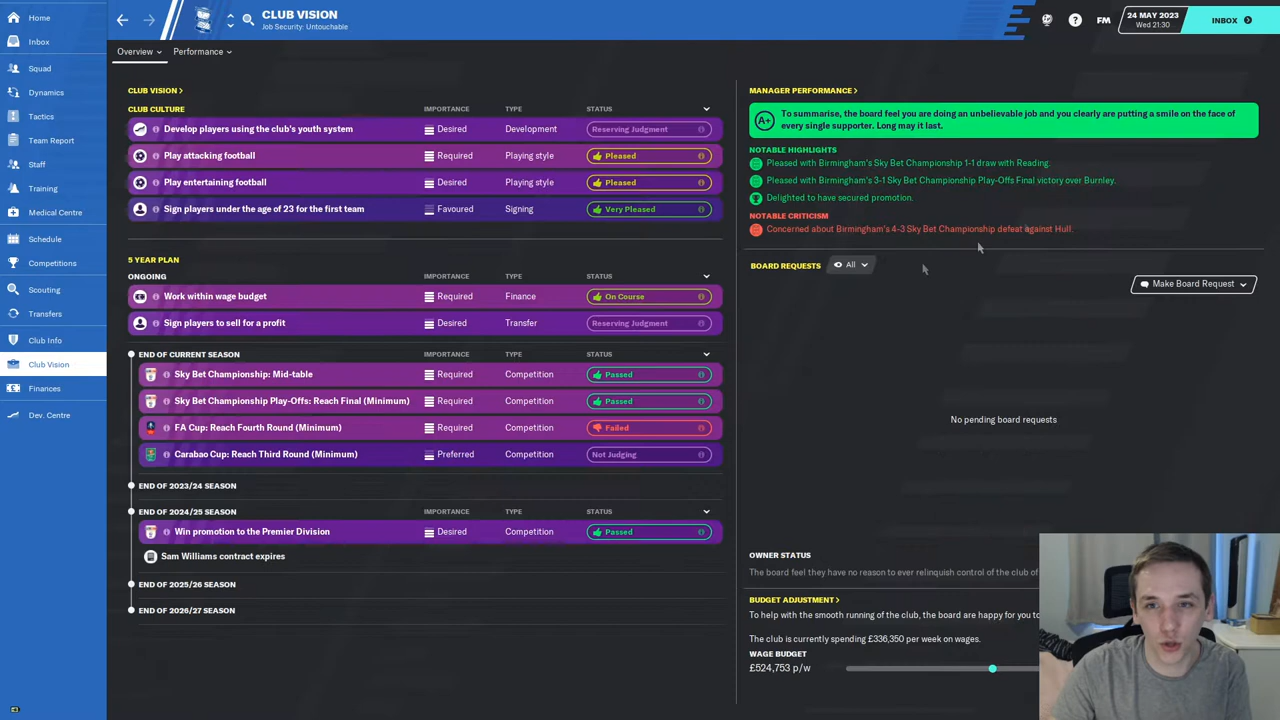 Home
Inbox
Squad
Dynamics
Tactics
Team Report
Staff
Training
Medical Centre
Schedule
Competitions
Scouting
Transfers
Club Info
Club Vision
Finances
Dev. Centre
CLUB VISION
Job Security: Untouchable
FM
24 MAY 2023
Wed 21:30
INBOX
Overview
Performance
CLUB VISION
CLUB CULTURE IMPORTANCE TYPE STATUS
Develop players using the club's youth system Desired Development Reserving Judgment
Play attacking football Required Playing style Pleased
Play entertaining football Desired Playing style Pleased
Sign players under the age of 23 for the first team Favoured Signing Very Pleased
5 YEAR PLAN
ONGOING IMPORTANCE TYPE STATUS
Work within wage budget Required Finance On Course
Sign players to sell for a profit Desired Transfer Reserving Judgment
END OF CURRENT SEASON IMPORTANCE TYPE STATUS
Sky Bet Championship: Mid-table Required Competition Passed
Sky Bet Championship Play-Offs: Reach Final (Minimum) Required Competition Passed
FA Cup: Reach Fourth Round (Minimum) Required Competition Failed
Carabao Cup: Reach Third Round (Minimum) Preferred Competition Not Judging
END OF 2023/24 SEASON
END OF 2024/25 SEASON IMPORTANCE TYPE STATUS
Win promotion to the Premier Division Desired Competition Passed
Sam Williams contract expires
END OF 2025/26 SEASON
END OF 2026/27 SEASON
MANAGER PERFORMANCE
A+
To summarise, the board feel you are doing an unbelievable job and you clearly are putting a smile on the face of
every single supporter. Long may it last.
NOTABLE HIGHLIGHTS
Pleased with Birmingham's Sky Bet Championship 1-1 draw with Reading.
Pleased with Birmingham's 3-1 Sky Bet Championship Play-Offs Final victory over Burnley.
Delighted to have secured promotion.
NOTABLE CRITICISM
Concerned about Birmingham's 4-3 Sky Bet Championship defeat against Hull.
BOARD REQUESTS All
Make Board Request
No pending board requests
OWNER STATUS
The board feel they have no reason to ever relinquish control of the club of
BUDGET ADJUSTMENT
To help with the smooth running of the club, the board are happy for you to
The club is currently spending £336,350 per week on wages.
WAGE BUDGET
£524,753 p/w